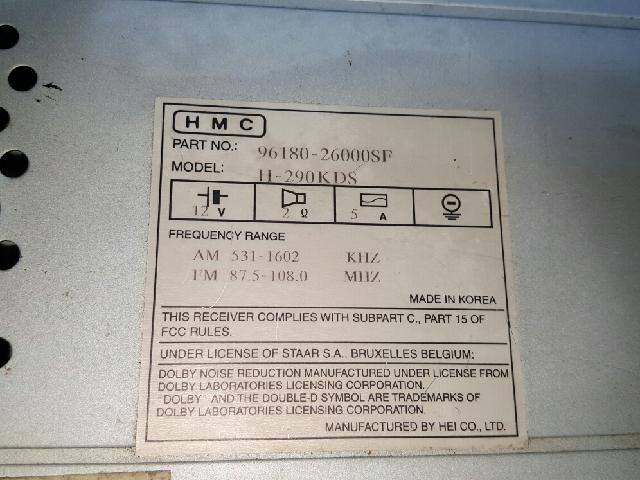 HMC
PART NO.: 96180-26000SF
MODEL: H-290KDS
12 V 2 Ω 5 A
FREQUENCY RANGE
AM 531-1602 KHZ
FM 87.5-108.0 MHZ
MADE IN KOREA
THIS RECEIVER COMPLIES WITH SUBPART C., PART 15 OF
FCC RULES.
UNDER LICENSE OF STAAR S.A., BRUXELLES BELGIUM:
DOLBY NOISE REDUCTION MANUFACTURED UNDER LICENSE FROM
DOLBY LABORATORIES LICENSING CORPORATION.
"DOLBY" AND THE DOUBLE-D SYMBOL ARE TRADEMARKS OF
DOLBY LABORATORIES LICENSING CORPORATION.
MANUFACTURED BY HEI CO., LTD.